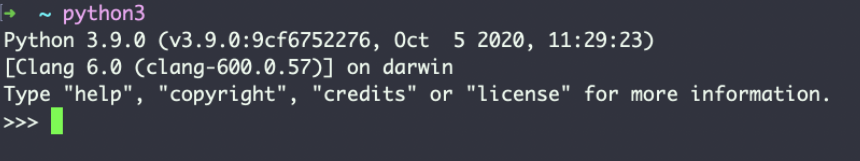 ➜ ~ python3
Python 3.9.0 (v3.9.0:9cf6752276, Oct  5 2020, 11:29:23)
[Clang 6.0 (clang-600.0.57)] on darwin
Type "help", "copyright", "credits" or "license" for more information.
>>>